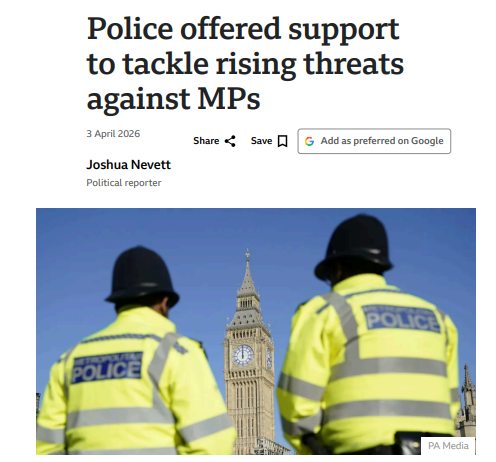 Police offered support
to tackle rising threats
against MPs
3 April 2026
Share
Save
Add as preferred on Google
Joshua Nevett
Political reporter
METROPOLITAN
POLICE
METROPOLITAN
POLICE
PA Media